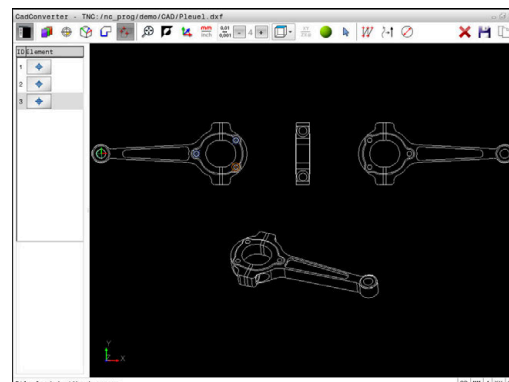 CadConverter - TNC:/nc_prog/demo/CAD/Pleuel.dxf
mm
inch
0.01
0.001
4
ID Element
1
2
3
Y
X